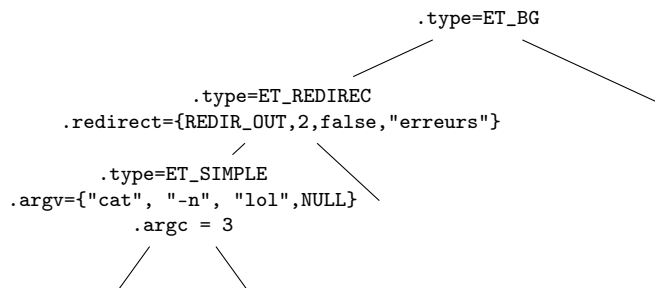 .type=ET_BG
.type=ET_REDIREC
.redirect={REDIR_OUT,2,false,"erreurs"}
.type=ET_SIMPLE
.argv={"cat", "-n", "lol",NULL}
.argc = 3